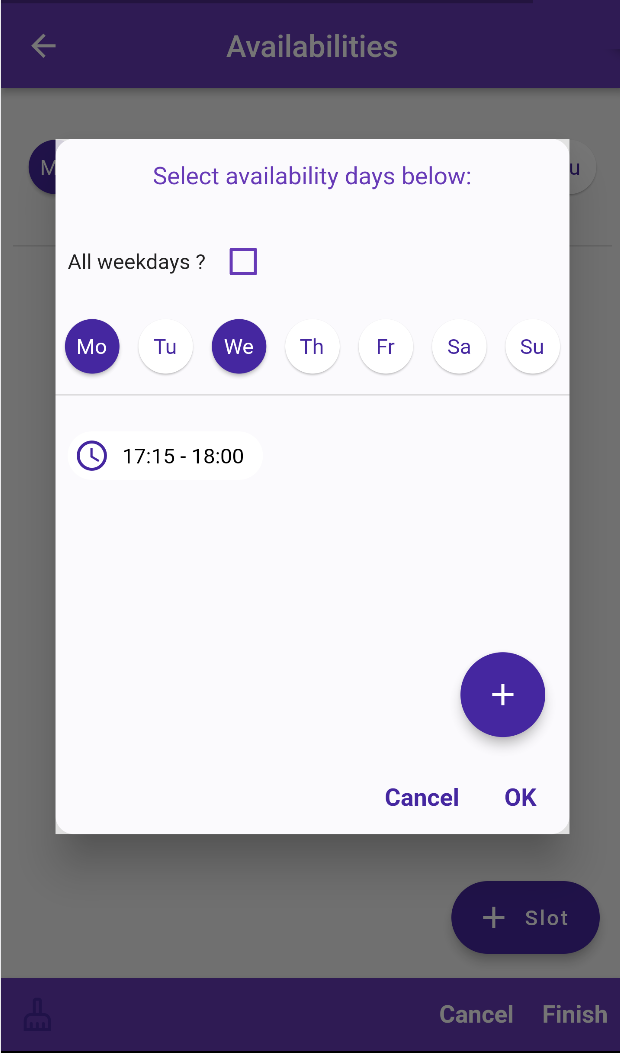 Availabilities
Select availability days below:
All weekdays ?
Mo Tu We Th Fr Sa Su
17:15 - 18:00
+
Cancel OK
+ Slot
Cancel Finish